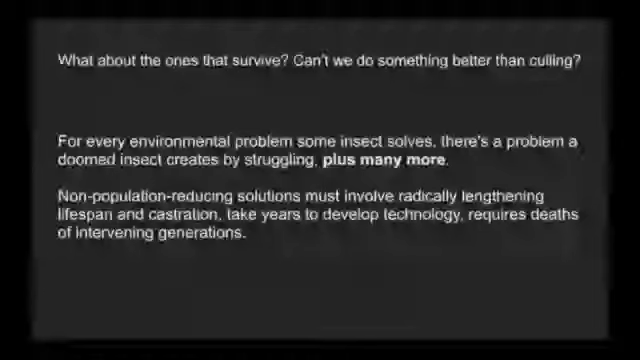 What about the ones that survive? Can't we do something better than culling?
For every environmental problem some insect solves, there's a problem a
doomed insect creates by struggling, plus many more.
Non-population-reducing solutions must involve radically lengthening
lifespan and castration, take years to develop technology, requires deaths
of intervening generations.